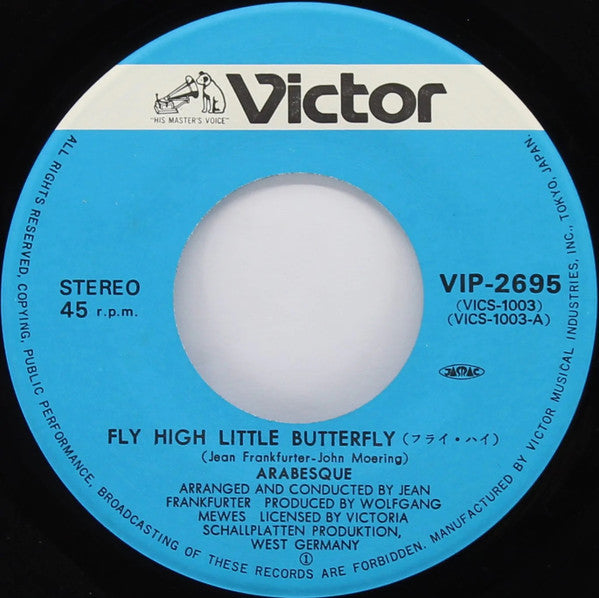 Victor
"HIS MASTER'S VOICE"
ALL RIGHTS RESERVED, COPYING, PUBLIC PERFORMANCE, BROADCASTING OF THESE RECORDS ARE FORBIDDEN. MANUFACTURED BY VICTOR MUSICAL INDUSTRIES, INC., TOKYO, JAPAN.
STEREO
45 r.p.m.
VIP-2695
(VICS-1003)
(VICS-1003-A)
JASRAC
FLY HIGH LITTLE BUTTERFLY (フライ・ハイ)
(Jean Frankfurter-John Moering)
ARABESQUE
ARRANGED AND CONDUCTED BY JEAN
FRANKFURTER PRODUCED BY WOLFGANG
MEWES LICENSED BY VICTORIA
SCHALLPLATTEN PRODUKTION,
WEST GERMANY
①